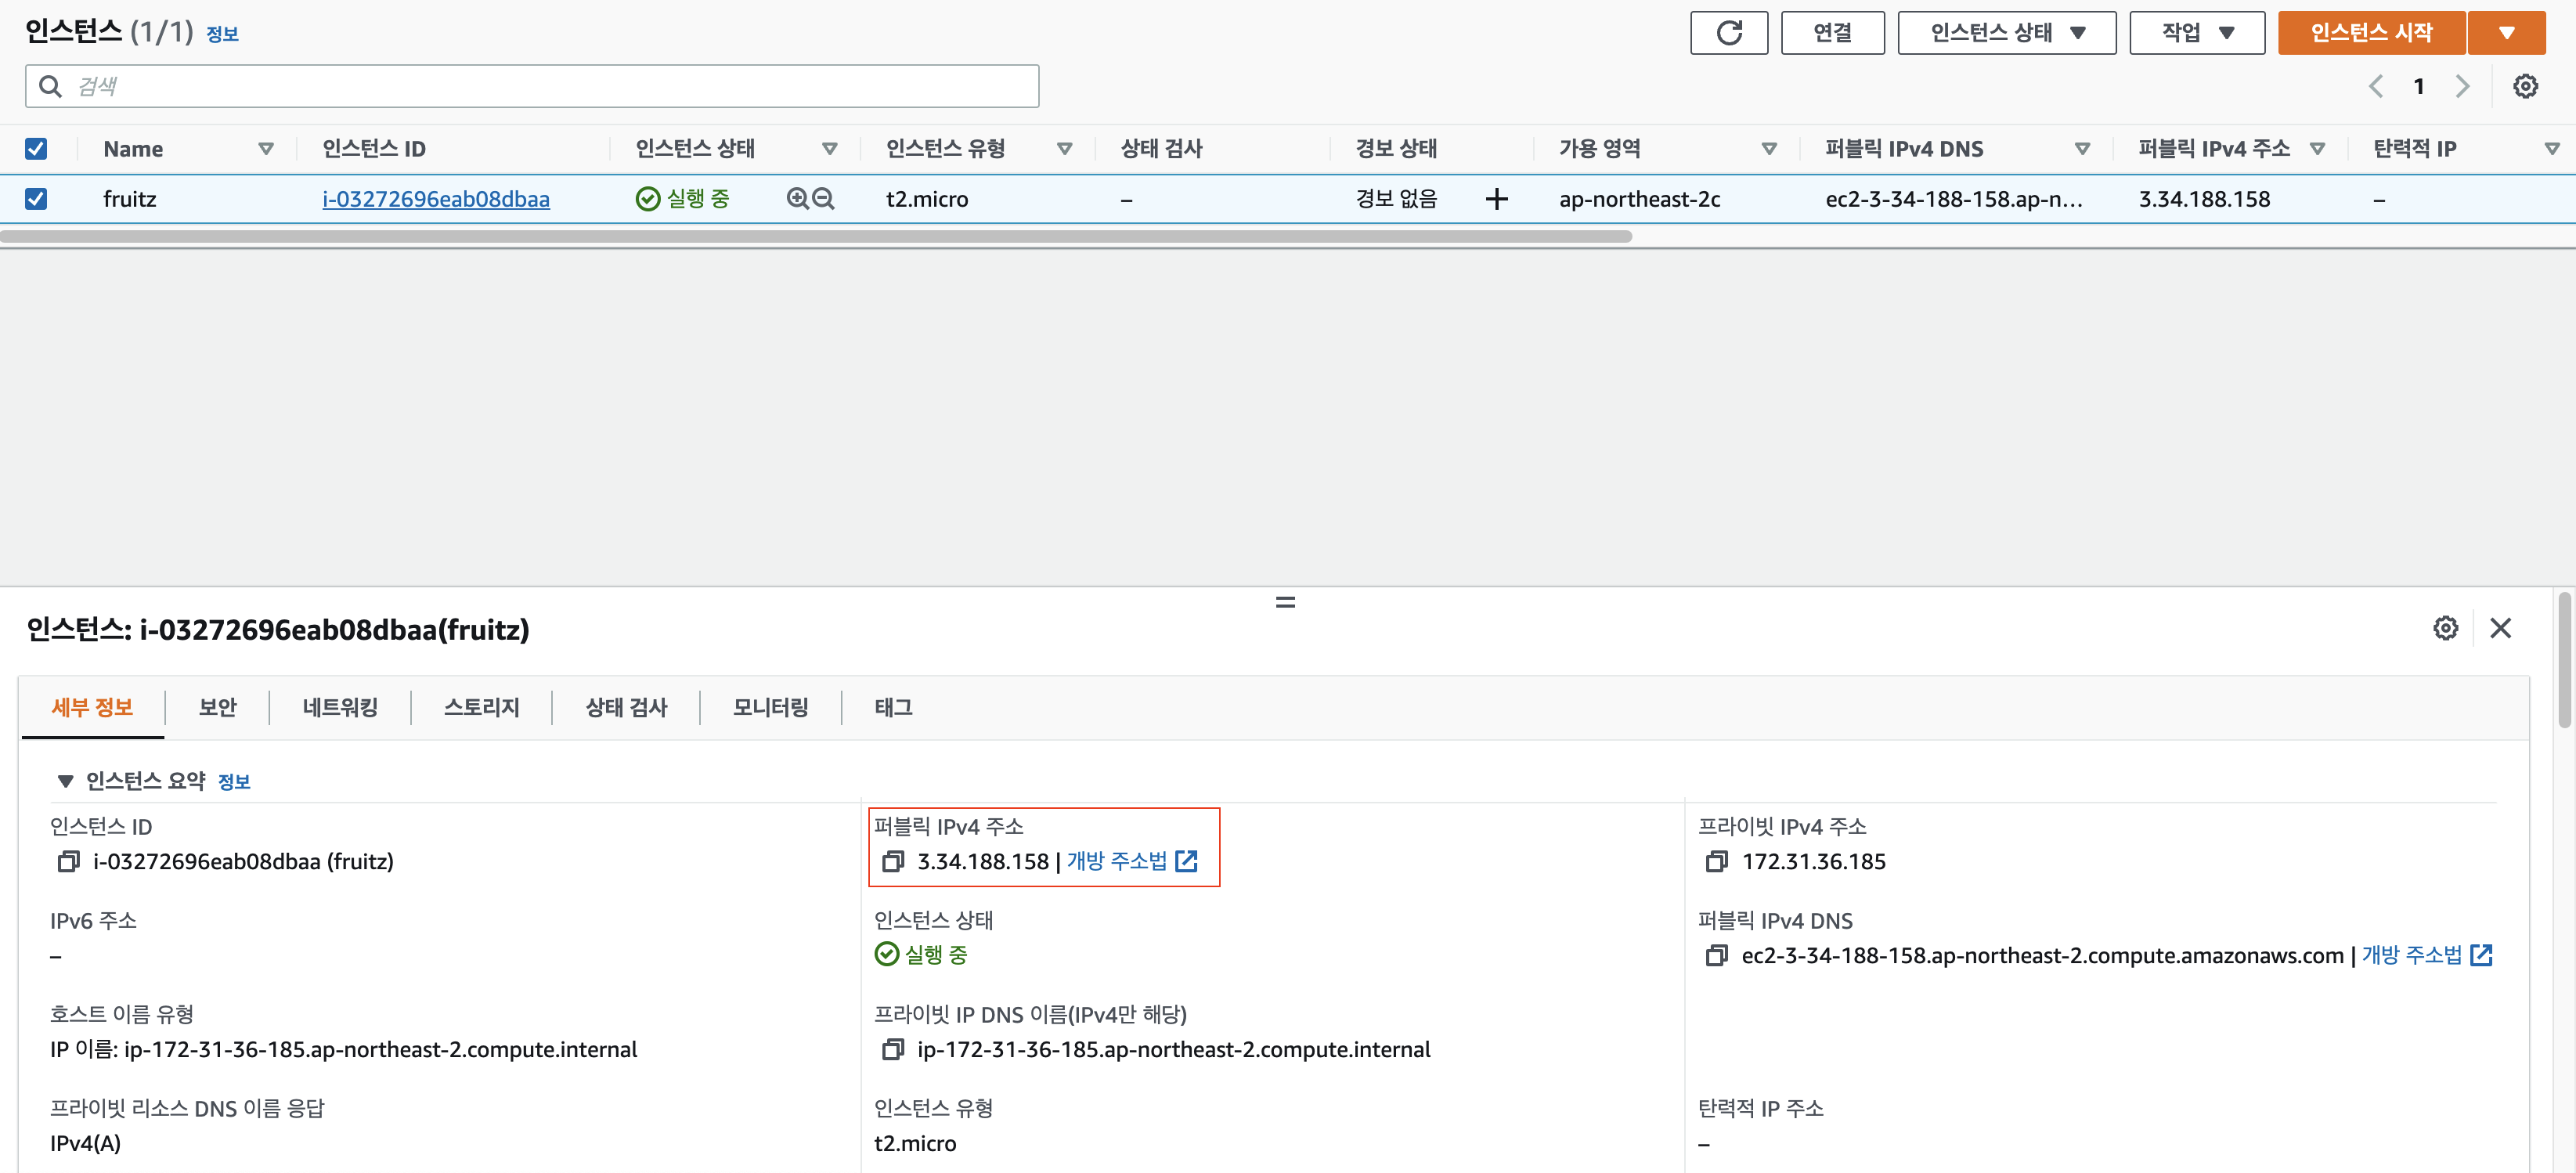 인스턴스 (1/1) 정보
연결
인스턴스 상태
작업
인스턴스 시작
검색
1
Name 인스턴스 ID 인스턴스 상태 인스턴스 유형 상태 검사 경보 상태 가용 영역 퍼블릭 IPv4 DNS 퍼블릭 IPv4 주소 탄력적 IP
fruitz i-03272696eab08dbaa 실행 중 t2.micro – 경보 없음 + ap-northeast-2c ec2-3-34-188-158.ap-n... 3.34.188.158 –
인스턴스: i-03272696eab08dbaa(fruitz)
세부 정보 보안 네트워킹 스토리지 상태 검사 모니터링 태그
인스턴스 요약 정보
인스턴스 ID
i-03272696eab08dbaa (fruitz)
퍼블릭 IPv4 주소
3.34.188.158 | 개방 주소법
프라이빗 IPv4 주소
172.31.36.185
IPv6 주소
–
인스턴스 상태
실행 중
퍼블릭 IPv4 DNS
ec2-3-34-188-158.ap-northeast-2.compute.amazonaws.com | 개방 주소법
호스트 이름 유형
IP 이름: ip-172-31-36-185.ap-northeast-2.compute.internal
프라이빗 IP DNS 이름(IPv4만 해당)
ip-172-31-36-185.ap-northeast-2.compute.internal
프라이빗 리소스 DNS 이름 응답
IPv4(A)
인스턴스 유형
t2.micro
탄력적 IP 주소
–